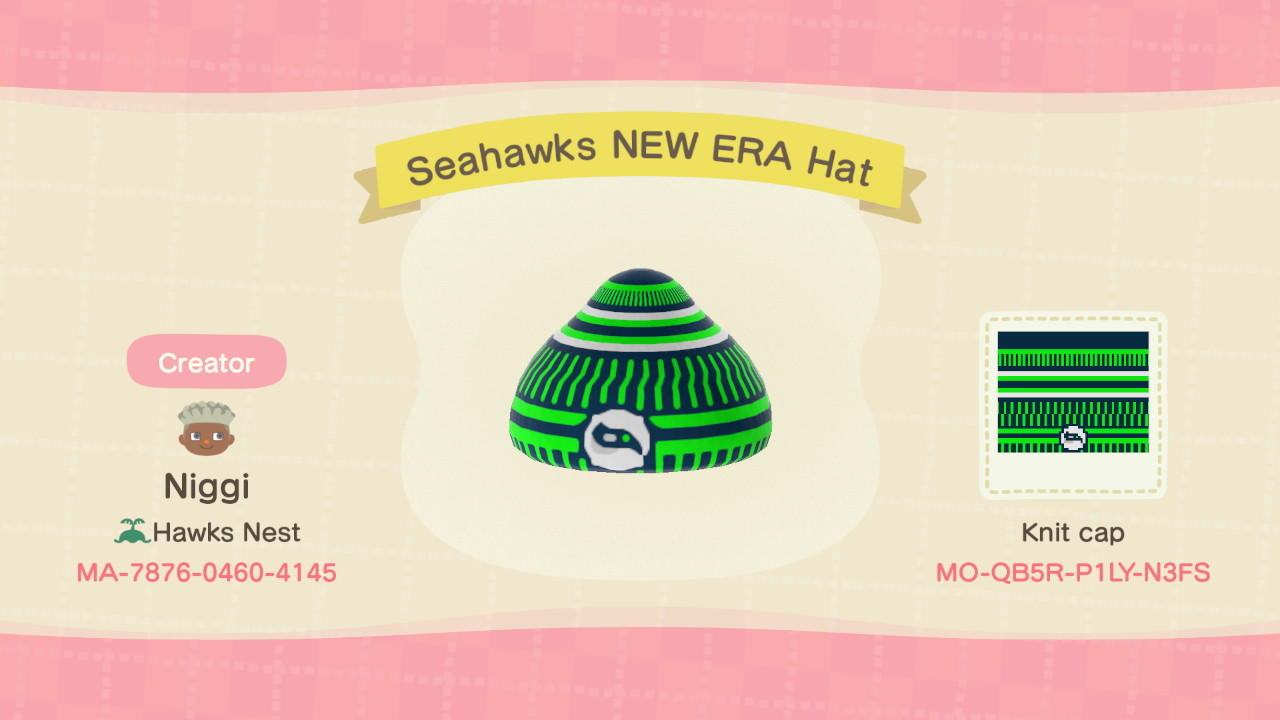 Seahawks NEW ERA Hat
Creator
Niggi
Hawks Nest
MA-7876-0460-4145
Knit cap
MO-QB5R-P1LY-N3FS